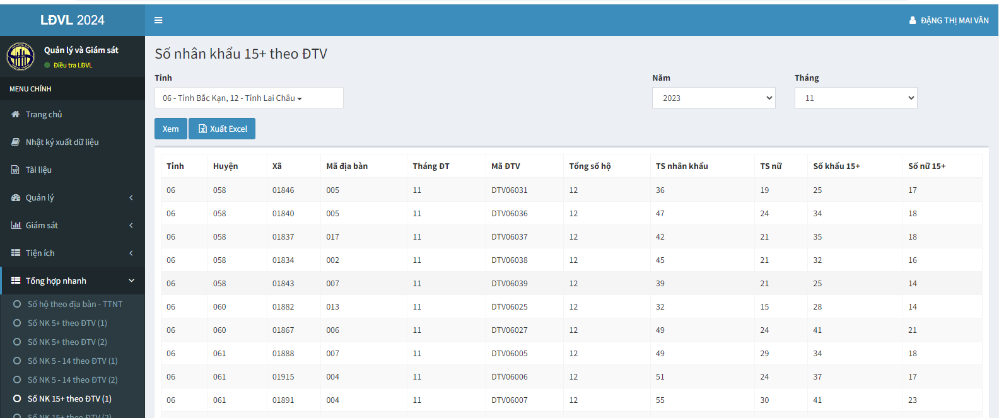 LĐVL 2024
ĐẶNG THỊ MAI VÂN
Quản lý và Giám sát
Điều tra LĐVL
MENU CHÍNH
Trang chủ
Nhật ký xuất dữ liệu
Tài liệu
Quản lý
Giám sát
Tiện ích
Tổng hợp nhanh
Số hộ theo địa bàn - TTNT
Số NK 5+ theo ĐTV (1)
Số NK 5+ theo ĐTV (2)
Số NK 5 - 14 theo ĐTV (1)
Số NK 5 - 14 theo ĐTV (2)
Số NK 15+ theo ĐTV (1)
Số NK 15+ theo ĐTV (2)
Số nhân khẩu 15+ theo ĐTV
Tỉnh Năm Tháng
06 - Tỉnh Bắc Kạn, 12 - Tỉnh Lai Châu 2023 11
Xem Xuất Excel
Tỉnh Huyện Xã Mã địa bàn Tháng ĐT Mã ĐTV Tổng số hộ TS nhân khẩu TS nữ Số khẩu 15+ Số nữ 15+
06 058 01846 005 11 DTV06031 12 36 19 25 17
06 058 01840 005 11 DTV06036 12 47 24 34 18
06 058 01837 017 11 DTV06037 12 42 21 35 18
06 058 01834 002 11 DTV06038 12 45 21 32 16
06 058 01843 007 11 DTV06039 12 39 21 25 14
06 060 01882 013 11 DTV06025 12 32 15 28 14
06 060 01867 006 11 DTV06027 12 49 24 41 21
06 061 01888 007 11 DTV06005 12 49 29 34 18
06 061 01915 004 11 DTV06006 12 51 24 37 17
06 061 01891 004 11 DTV06007 12 55 30 41 23